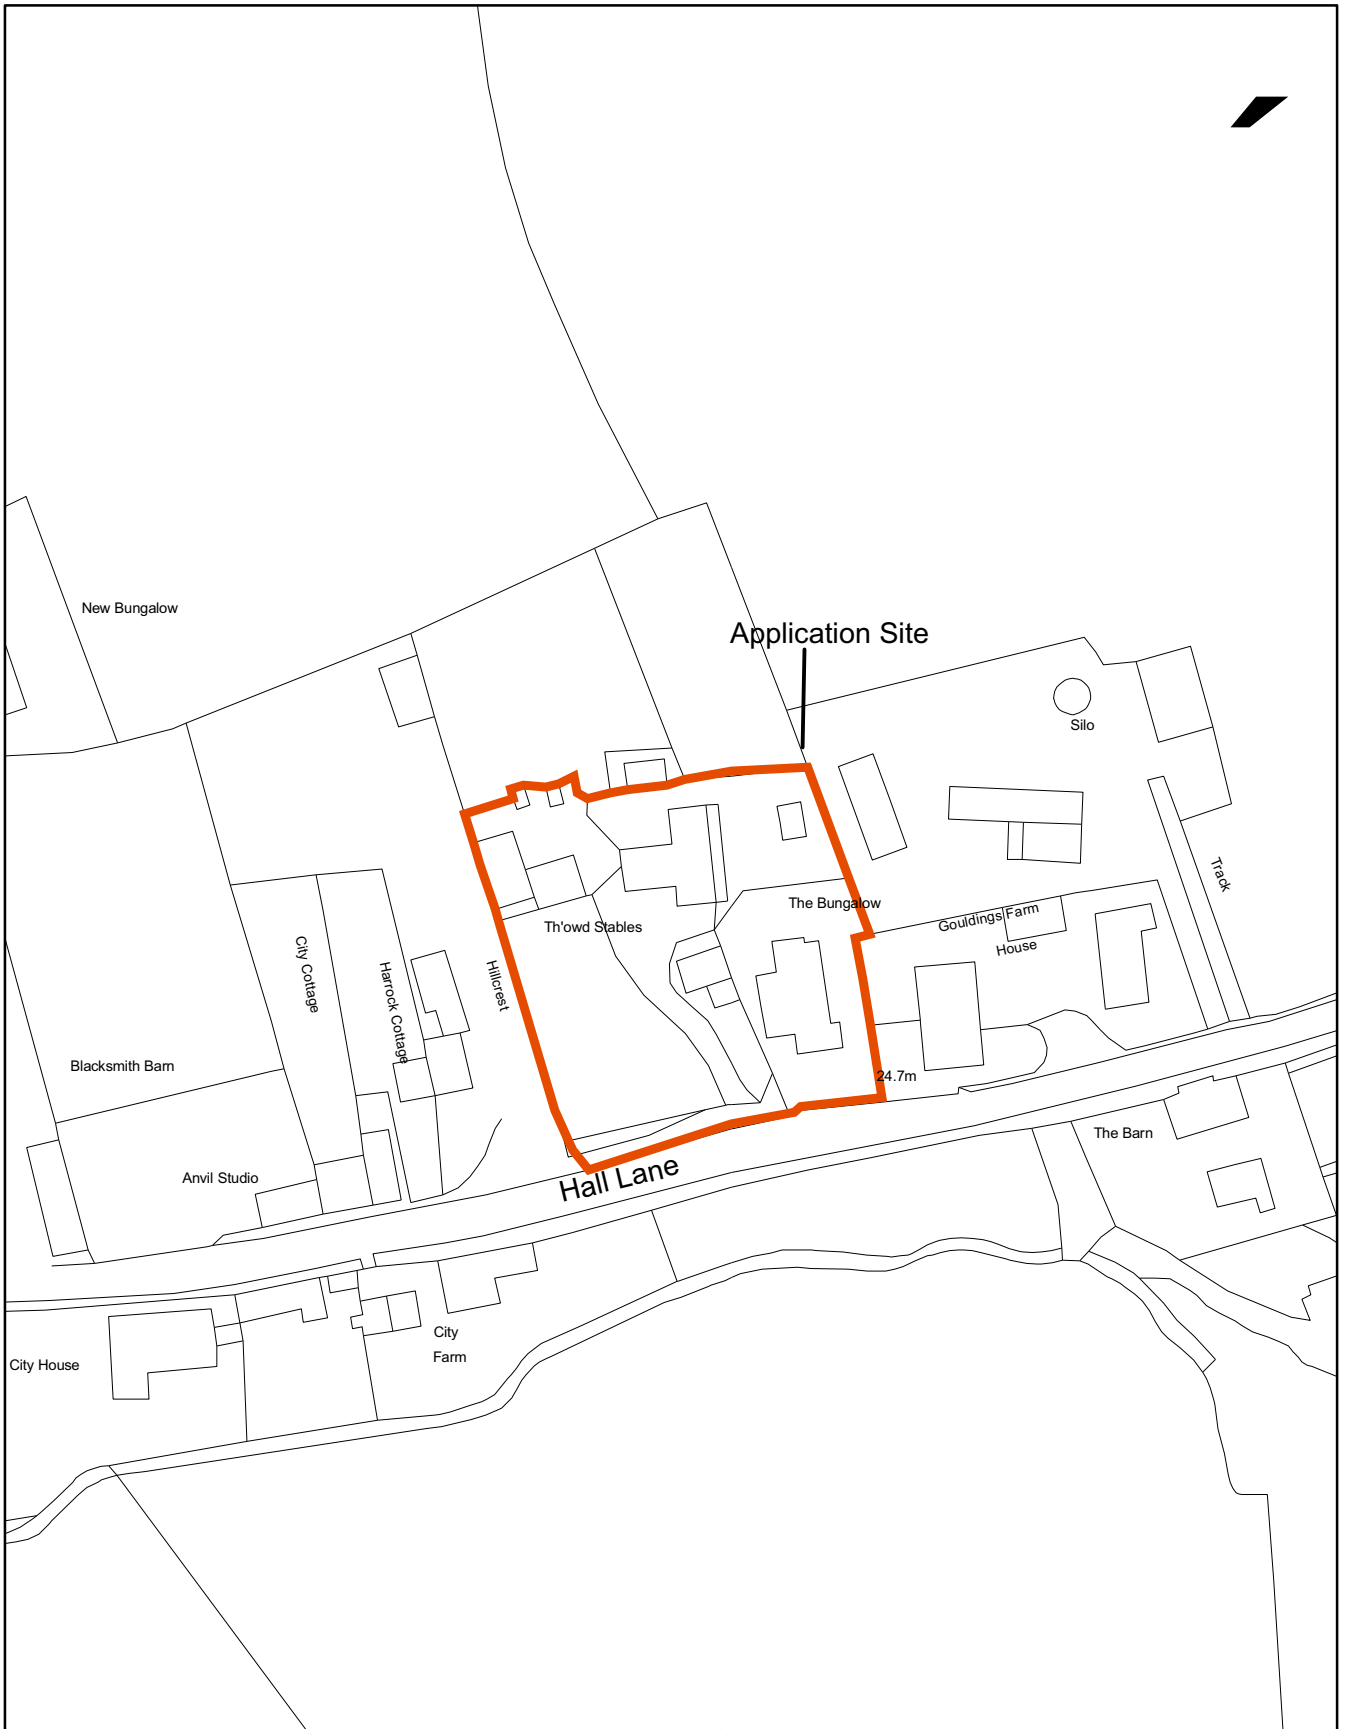 New Bungalow
Application Site
Silo
Track
The Bungalow
Gouldings Farm
House
Th'owd Stables
City Cottage
Harrock Cottage
Hillcrest
Blacksmith Barn
24.7m
The Barn
Anvil Studio
Hall Lane
City
Farm
City House